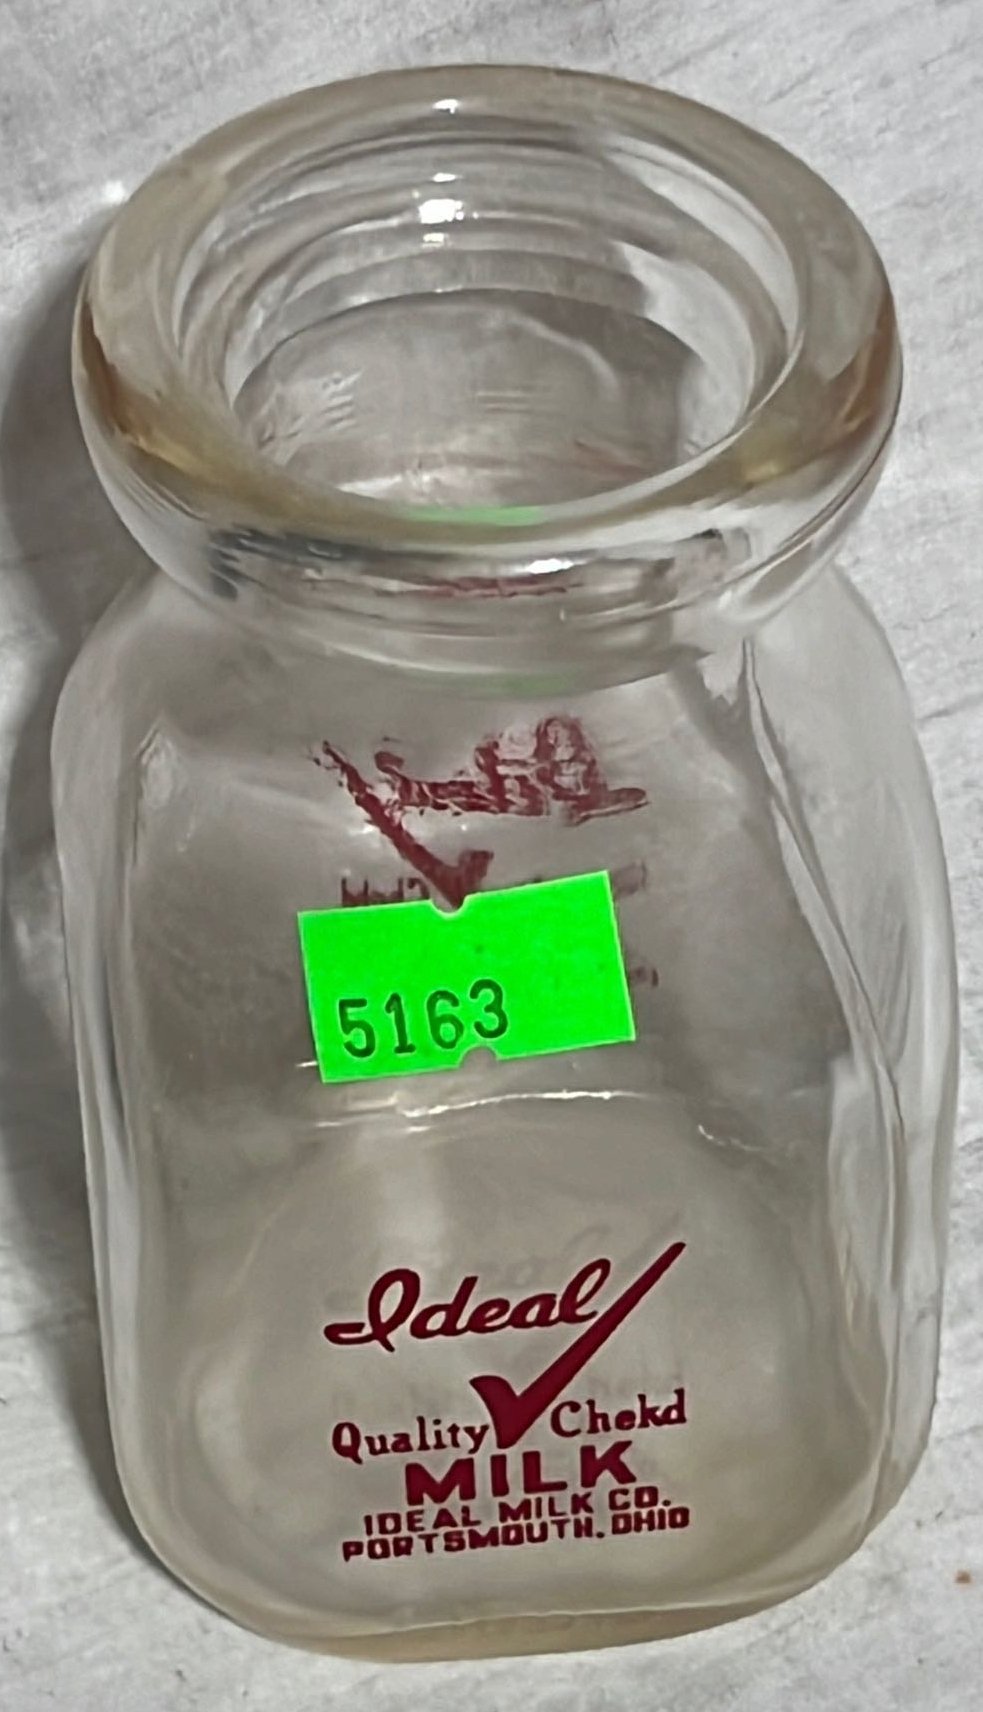 5163
Ideal
Quality Chekd
MILK
IDEAL MILK CO.
PORTSMOUTH, OHIO